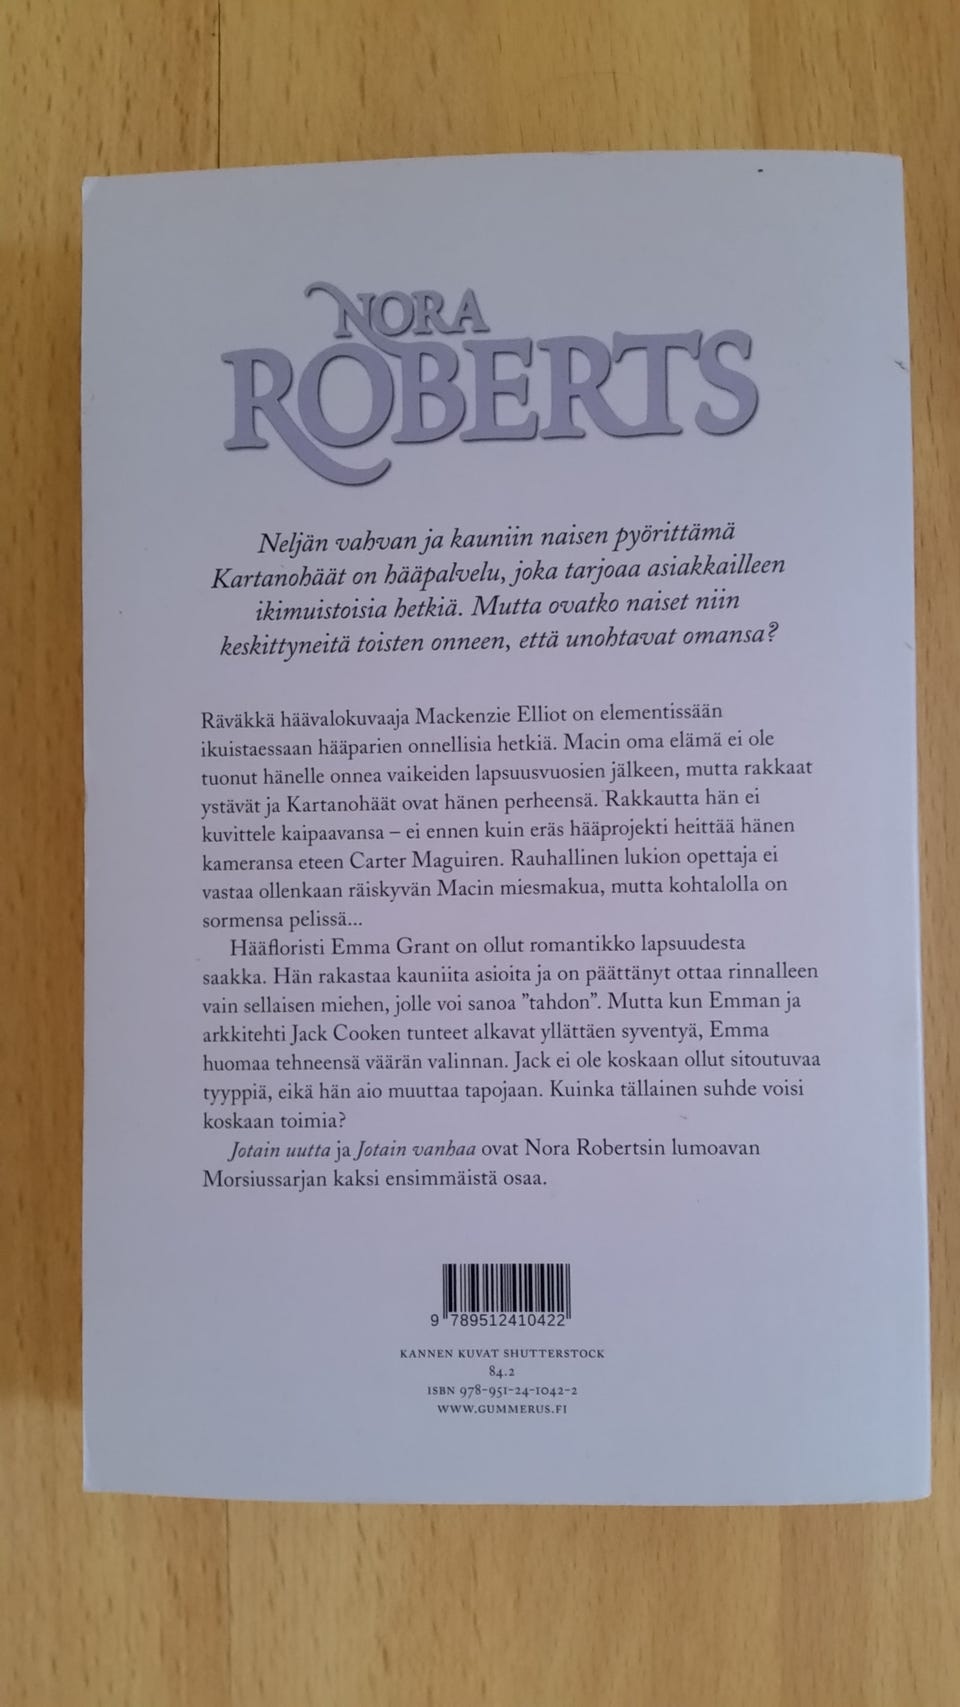 NORA
ROBERTS
Neljän vahvan ja kauniin naisen pyörittämä
Kartanohäät on hääpalvelu, joka tarjoaa asiakkailleen
ikimuistoisia hetkiä. Mutta ovatko naiset niin
keskittyneitä toisten onneen, että unohtavat omansa?
Räväkkä häävalokuvaaja Mackenzie Elliot on elementissään
ikuistaessaan hääparien onnellisia hetkiä. Macin oma elämä ei ole
tuonut hänelle onnea vaikeiden lapsuusvuosien jälkeen, mutta rakkaat
ystävät ja Kartanohäät ovat hänen perheensä. Rakkautta hän ei
kuvittele kaipaavansa – ei ennen kuin eräs hääprojekti heittää hänen
kameransa eteen Carter Maguiren. Rauhallinen lukion opettaja ei
vastaa ollenkaan räiskyvän Macin miesmakua, mutta kohtalolla on
sormensa pelissä...
Hääfloristi Emma Grant on ollut romantikko lapsuudesta
saakka. Hän rakastaa kauniita asioita ja on päättänyt ottaa rinnalleen
vain sellaisen miehen, jolle voi sanoa ”tahdon”. Mutta kun Emman ja
arkkitehti Jack Cooken tunteet alkavat yllättäen syventyä, Emma
huomaa tehneensä väärän valinnan. Jack ei ole koskaan ollut sitoutuvaa
tyyppiä, eikä hän aio muuttaa tapojaan. Kuinka tällainen suhde voisi
koskaan toimia?
Jotain uutta ja Jotain vanhaa ovat Nora Robertsin lumoavan
Morsiussarjan kaksi ensimmäistä osaa.
9 789512410422
KANNEN KUVAT SHUTTERSTOCK
84.2
ISBN 978-951-24-1042-2
WWW.GUMMERUS.FI